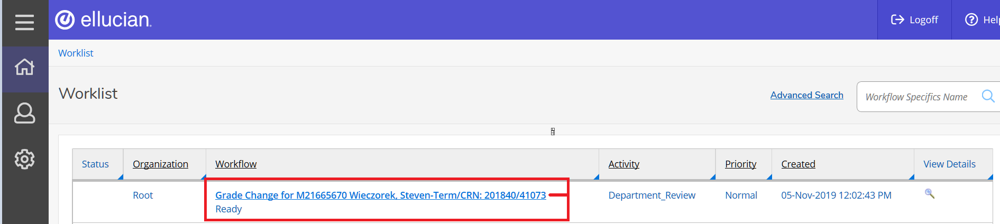 ellucian.
Logoff
Help
Worklist
Worklist
Advanced Search
Workflow Specifics Name
Status Organization Workflow Activity Priority Created View Details
Root Grade Change for M21665670 Wieczorek, Steven-Term/CRN: 201840/41073 Department_Review Normal 05-Nov-2019 12:02:43 PM
Ready